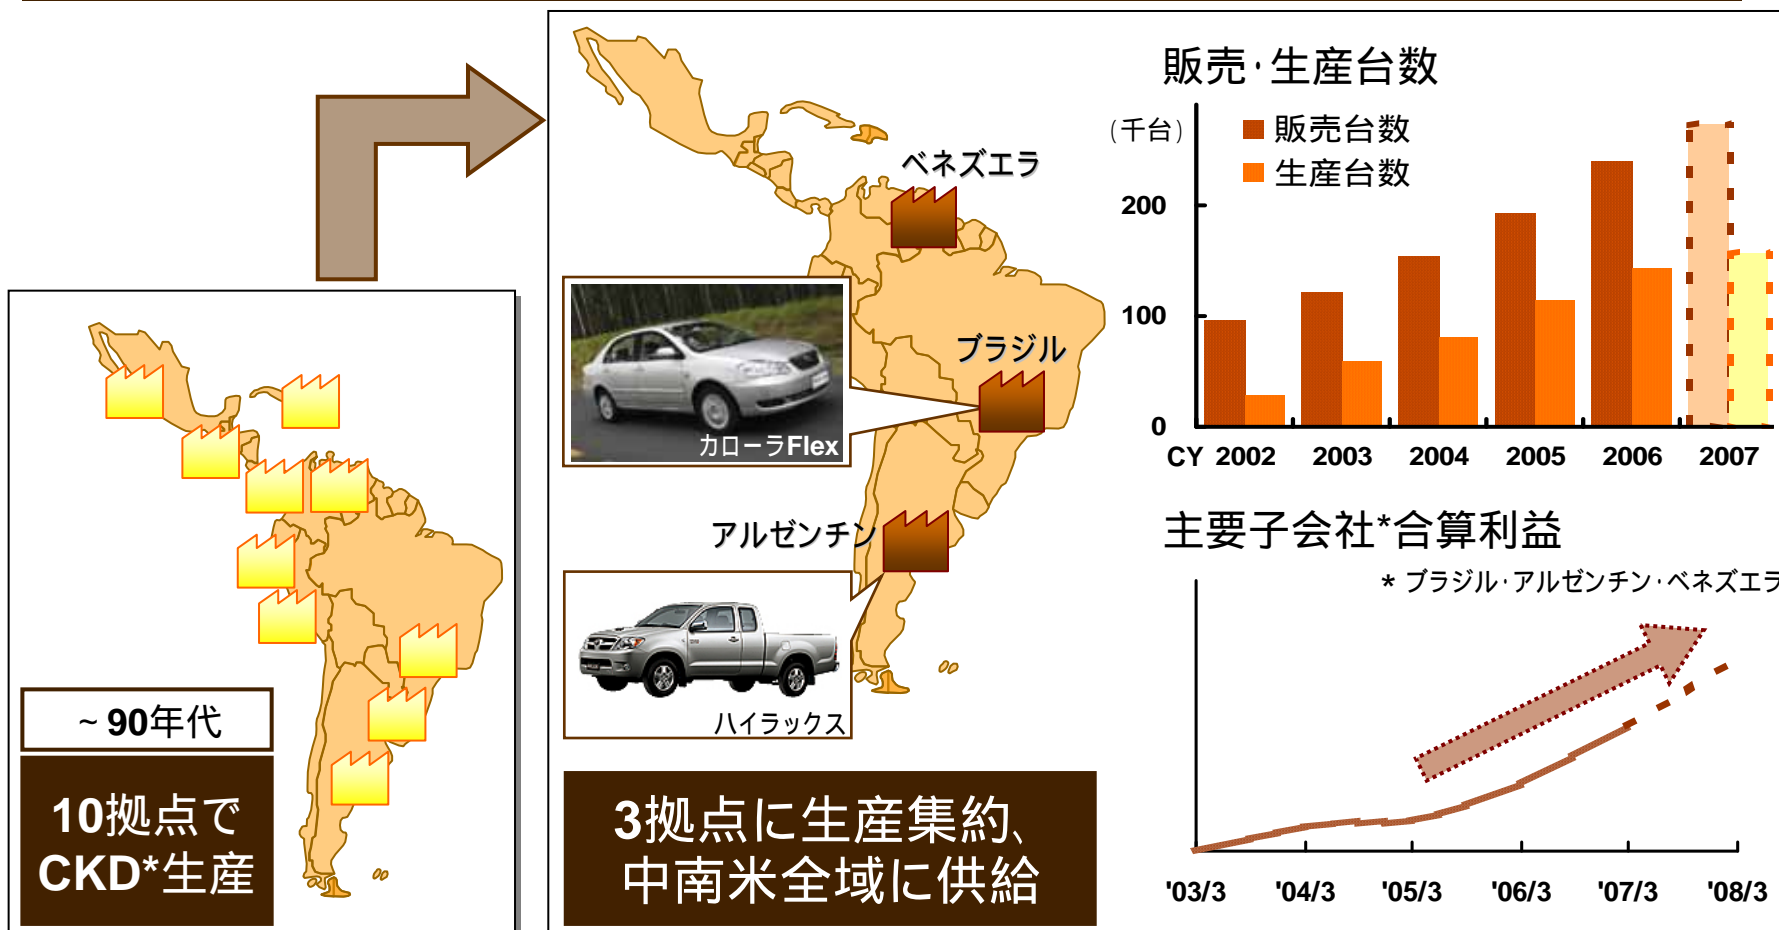 ~90年代
10拠点で
CKD*生産
ベネズエラ
ブラジル
カローラFlex
アルゼンチン
ハイラックス
3拠点に生産集約、
中南米全域に供給
販売・生産台数
(千台)
販売台数
生産台数
200
100
0
CY 2002 2003 2004 2005 2006 2007
主要子会社*合算利益
* ブラジル・アルゼンチン・ベネズエラ
'03/3 '04/3 '05/3 '06/3 '07/3 '08/3